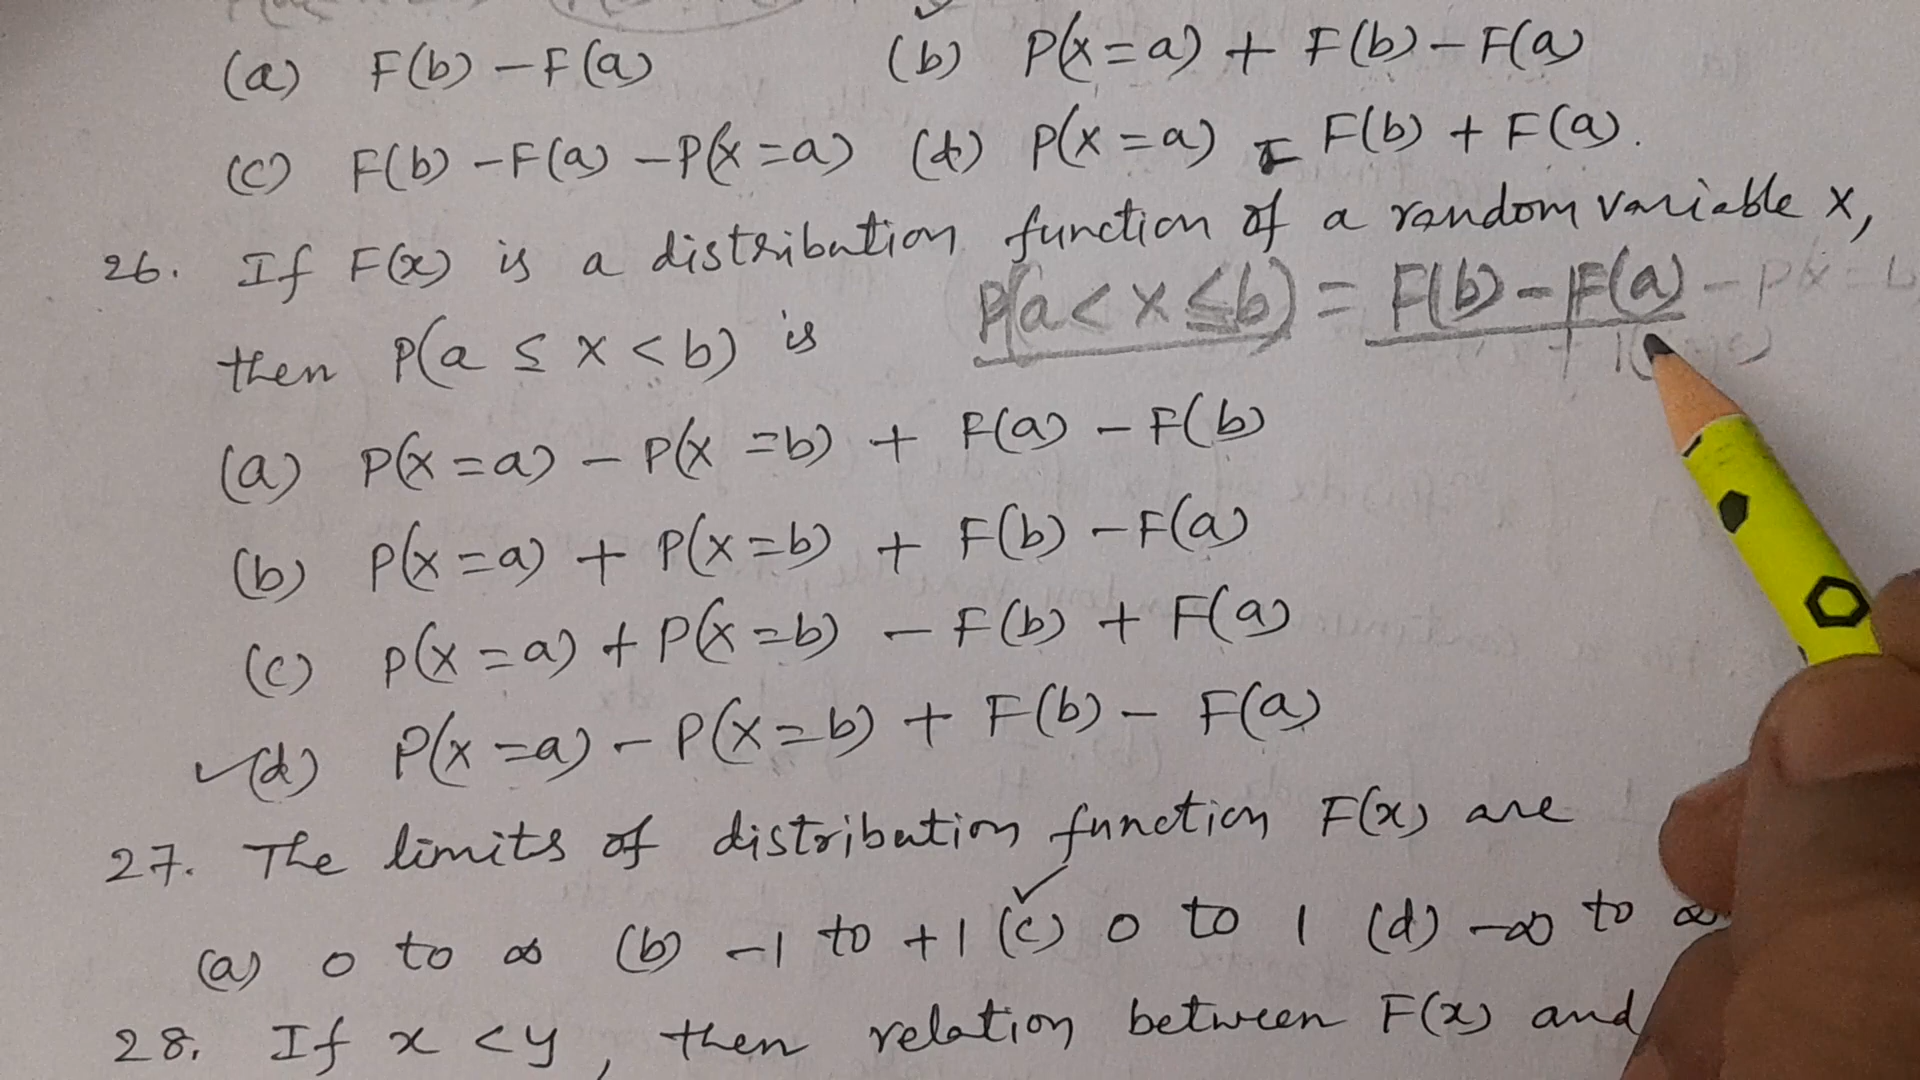 (a) F(b) - F(a) (b) P(X=a) + F(b) - F(a)
(c) F(b) - F(a) - P(X=a) (d) P(X=a) - F(b) + F(a).
26. If F(x) is a distribution function of a random variable X,
then P(a ≤ X < b) is P(a < X ≤ b) = F(b) - F(a) - P(X=b
(a) P(X=a) - P(X=b) + F(a) - F(b)
(b) P(X=a) + P(X=b) + F(b) - F(a)
(c) P(X=a) + P(X=b) - F(b) + F(a)
✓(d) P(X=a) - P(X=b) + F(b) - F(a)
27. The limits of distribution function F(x) are
(a) 0 to ∞ (b) -1 to +1 (c) 0 to 1 (d) -∞ to ∞
28. If x < y, then relation between F(x) and